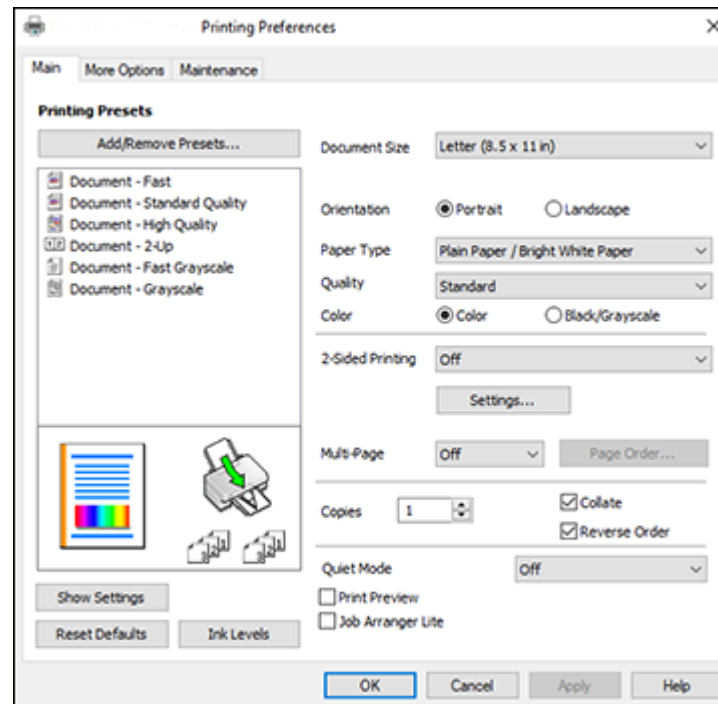 Printing Preferences
Main More Options Maintenance
Printing Presets
Add/Remove Presets...
Document - Fast
Document - Standard Quality
Document - High Quality
Document - 2-Up
Document - Fast Grayscale
Document - Grayscale
Show Settings
Reset Defaults Ink Levels
Document Size Letter (8.5 x 11 in)
Orientation Portrait Landscape
Paper Type Plain Paper / Bright White Paper
Quality Standard
Color Color Black/Grayscale
2-Sided Printing Off
Settings...
Multi-Page Off Page Order...
Copies 1 Collate
Reverse Order
Quiet Mode Off
Print Preview
Job Arranger Lite
OK Cancel Apply Help